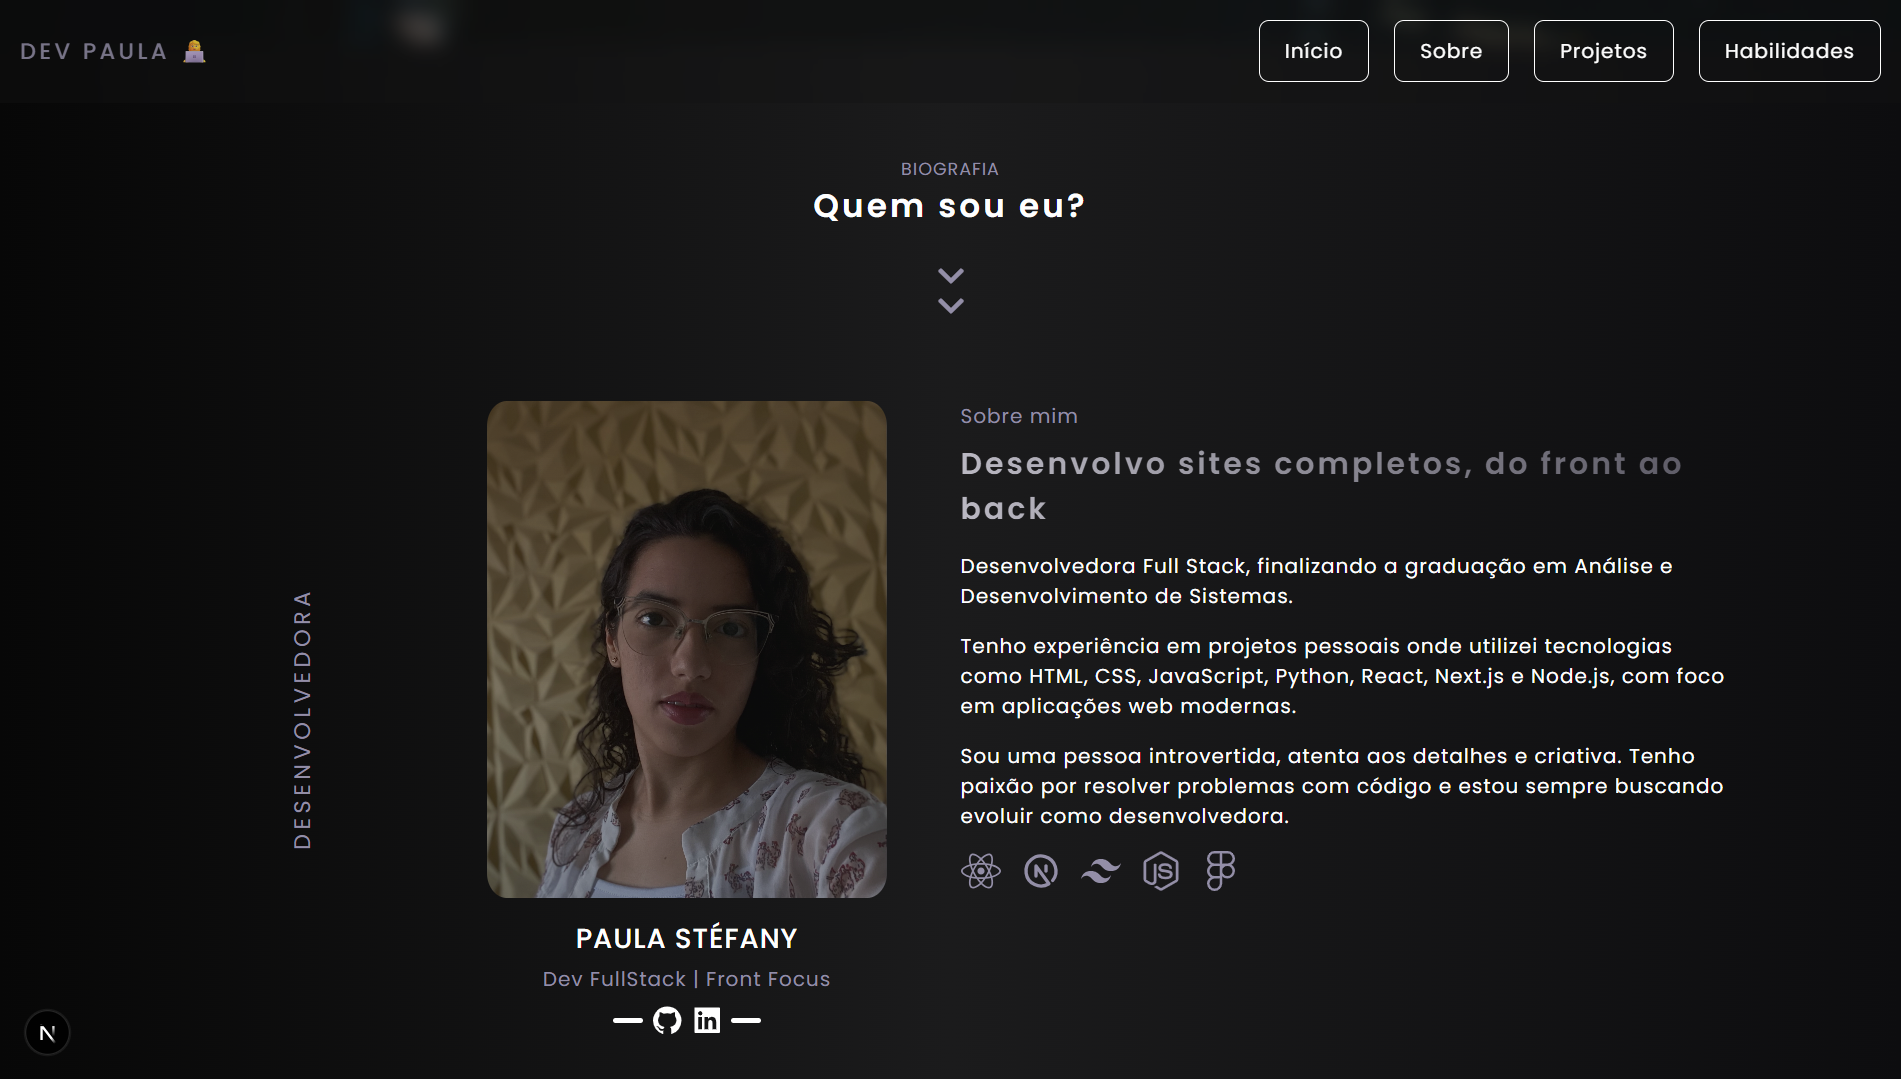 DEV PAULA
Início
Sobre
Projetos
Habilidades
BIOGRAFIA
Quem sou eu?
DESENVOLVEDORA
Sobre mim
Desenvolvo sites completos, do front ao
back
Desenvolvedora Full Stack, finalizando a graduação em Análise e
Desenvolvimento de Sistemas.
Tenho experiência em projetos pessoais onde utilizei tecnologias
como HTML, CSS, JavaScript, Python, React, Next.js e Node.js, com foco
em aplicações web modernas.
Sou uma pessoa introvertida, atenta aos detalhes e criativa. Tenho
paixão por resolver problemas com código e estou sempre buscando
evoluir como desenvolvedora.
N
JS
PAULA STÉFANY
Dev FullStack | Front Focus
in
N